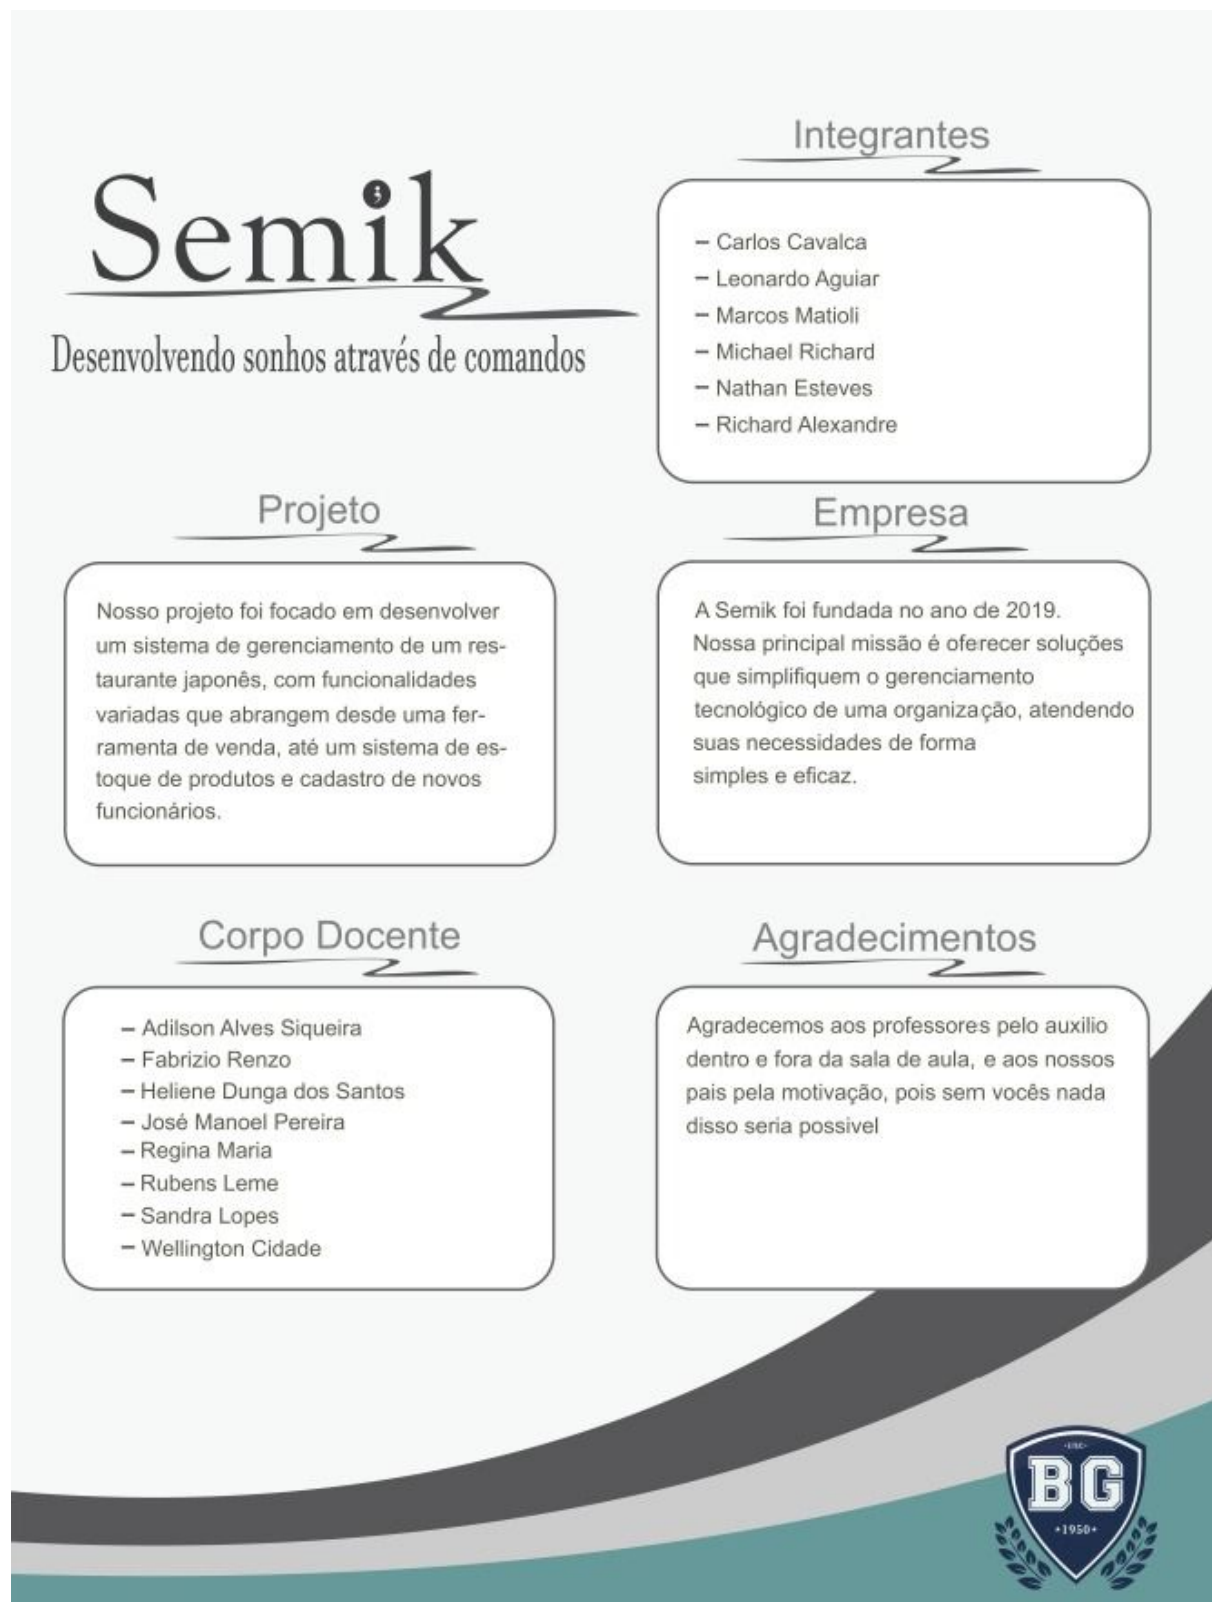 Semik
Desenvolvendo sonhos através de comandos
Integrantes
– Carlos Cavalca
– Leonardo Aguiar
– Marcos Matioli
– Michael Richard
– Nathan Esteves
– Richard Alexandre
Projeto
Nosso projeto foi focado em desenvolver
um sistema de gerenciamento de um res-
taurante japonês, com funcionalidades
variadas que abrangem desde uma fer-
ramenta de venda, até um sistema de es-
toque de produtos e cadastro de novos
funcionários.
Empresa
A Semik foi fundada no ano de 2019.
Nossa principal missão é oferecer soluções
que simplifiquem o gerenciamento
tecnológico de uma organização, atendendo
suas necessidades de forma
simples e eficaz.
Corpo Docente
– Adilson Alves Siqueira
– Fabrizio Renzo
– Heliene Dunga dos Santos
– José Manoel Pereira
– Regina Maria
– Rubens Leme
– Sandra Lopes
– Wellington Cidade
Agradecimentos
Agradecemos aos professores pelo auxilio
dentro e fora da sala de aula, e aos nossos
pais pela motivação, pois sem vocês nada
disso seria possivel
BG
•1950•